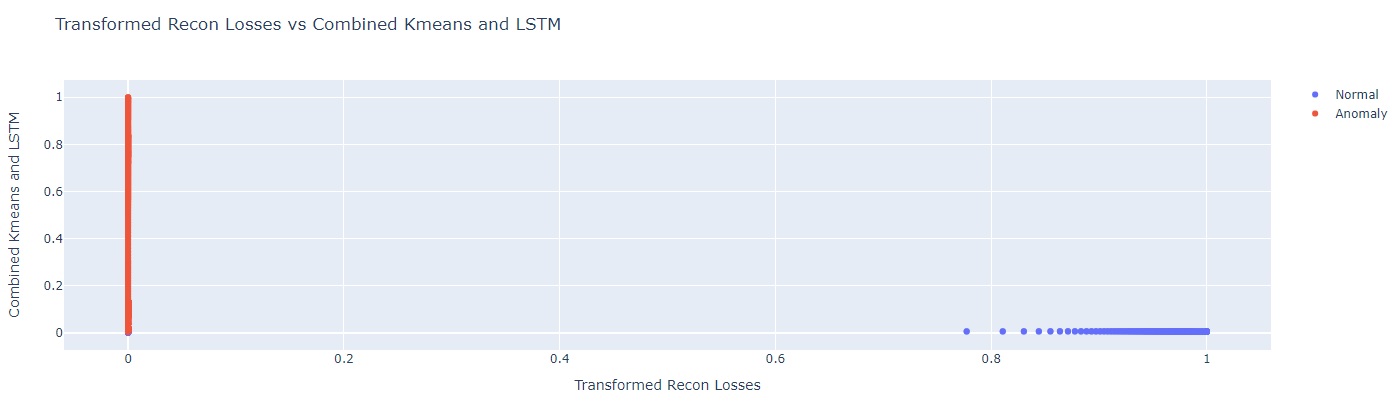 Transformed Recon Losses vs Combined Kmeans and LSTM
Normal
Anomaly
Combined Kmeans and LSTM
1
0.8
0.6
0.4
0.2
0
0
0.2
0.4
0.6
0.8
1
Transformed Recon Losses